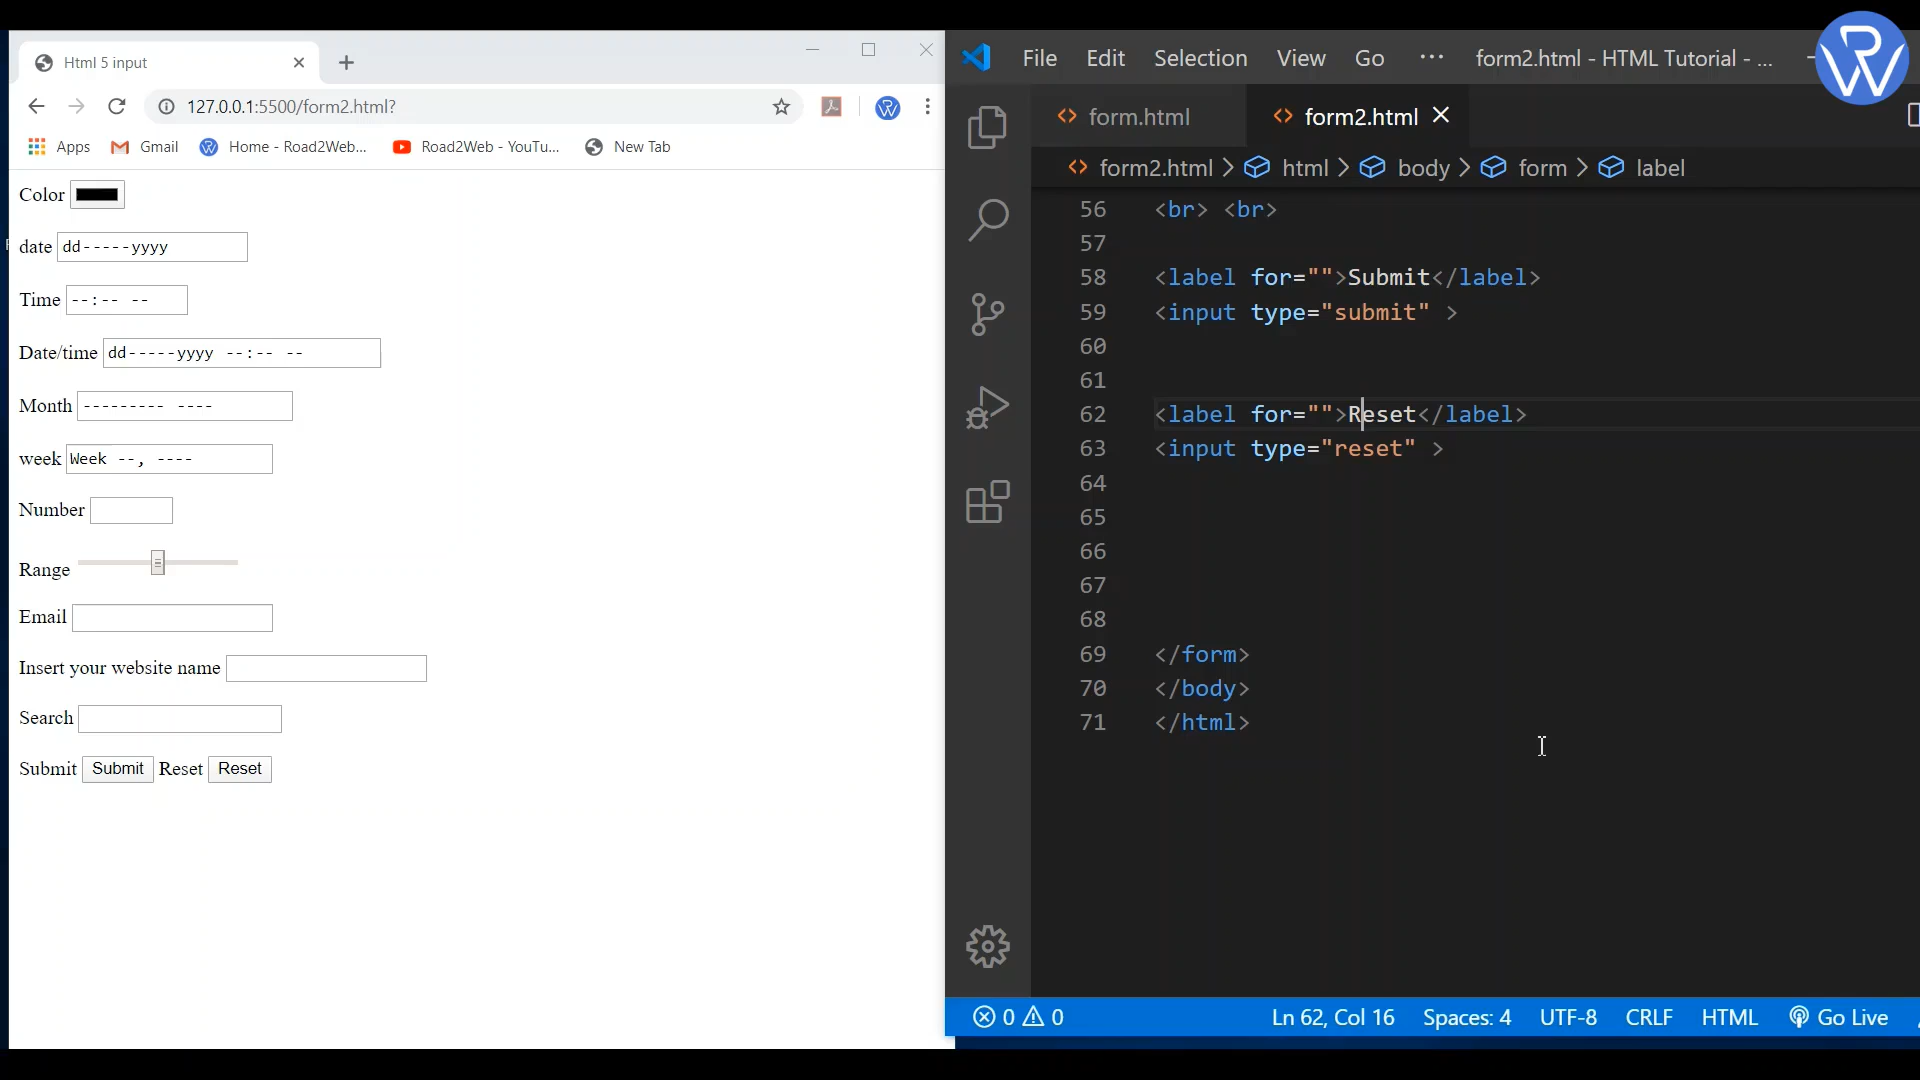 Html 5 input
127.0.0.1:5500/form2.html?
Apps Gmail Home - Road2Web... Road2Web - YouTu... New Tab
Color
date dd-----yyyy
Time --:-- --
Date/time dd-----yyyy --:-- --
Month --------- ----
week Week --, ----
Number
Range
Email
Insert your website name
Search
Submit Submit Reset Reset
File Edit Selection View Go ··· form2.html - HTML Tutorial - ...
form.html form2.html
form2.html > html > body > form > label
56 <br> <br>
57
58 <label for="">Submit</label>
59 <input type="submit" >
60
61
62 <label for="">Reset</label>
63 <input type="reset" >
64
65
66
67
68
69 </form>
70 </body>
71 </html>
0 0 Ln 62, Col 16 Spaces: 4 UTF-8 CRLF HTML Go Live
RW